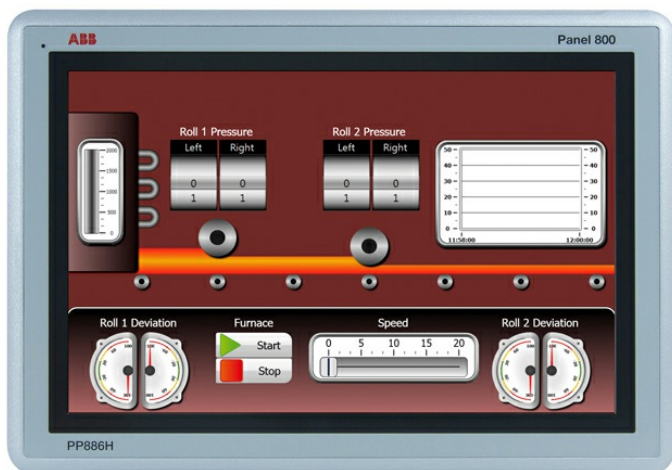 ABB
Panel 800
Roll 1 Pressure
Roll 2 Pressure
Left Right
Left Right
0 0
0 0
1 1
1 1
2000
1500
1000
500
0
50 50
40 40
30 30
20 20
10 10
0 0
11:58:00 12:00:00
Roll 1 Deviation
Furnace
Speed
Roll 2 Deviation
Start
Stop
0 5 10 15 20
PP886H